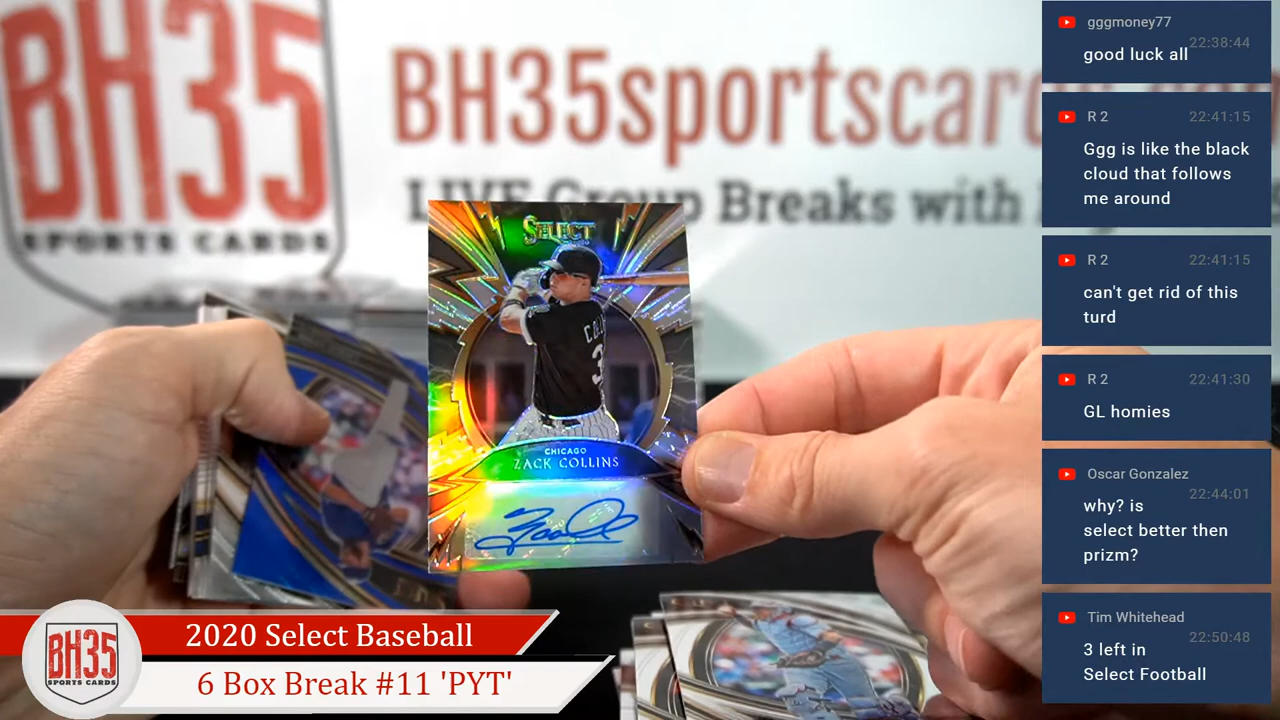 BH35
SPORTS CARDS
BH35sportscards
LIVE Group Breaks with
SELECT
CHICAGO
ZACK COLLINS
2020 Select Baseball
6 Box Break #11 'PYT'
BH35
SPORTS CARDS
gggmoney77
22:38:44
good luck all
R 2
22:41:15
Ggg is like the black
cloud that follows
me around
R 2
22:41:15
can't get rid of this
turd
R 2
22:41:30
GL homies
Oscar Gonzalez
22:44:01
why? is
select better then
prizm?
Tim Whitehead
22:50:48
3 left in
Select Football